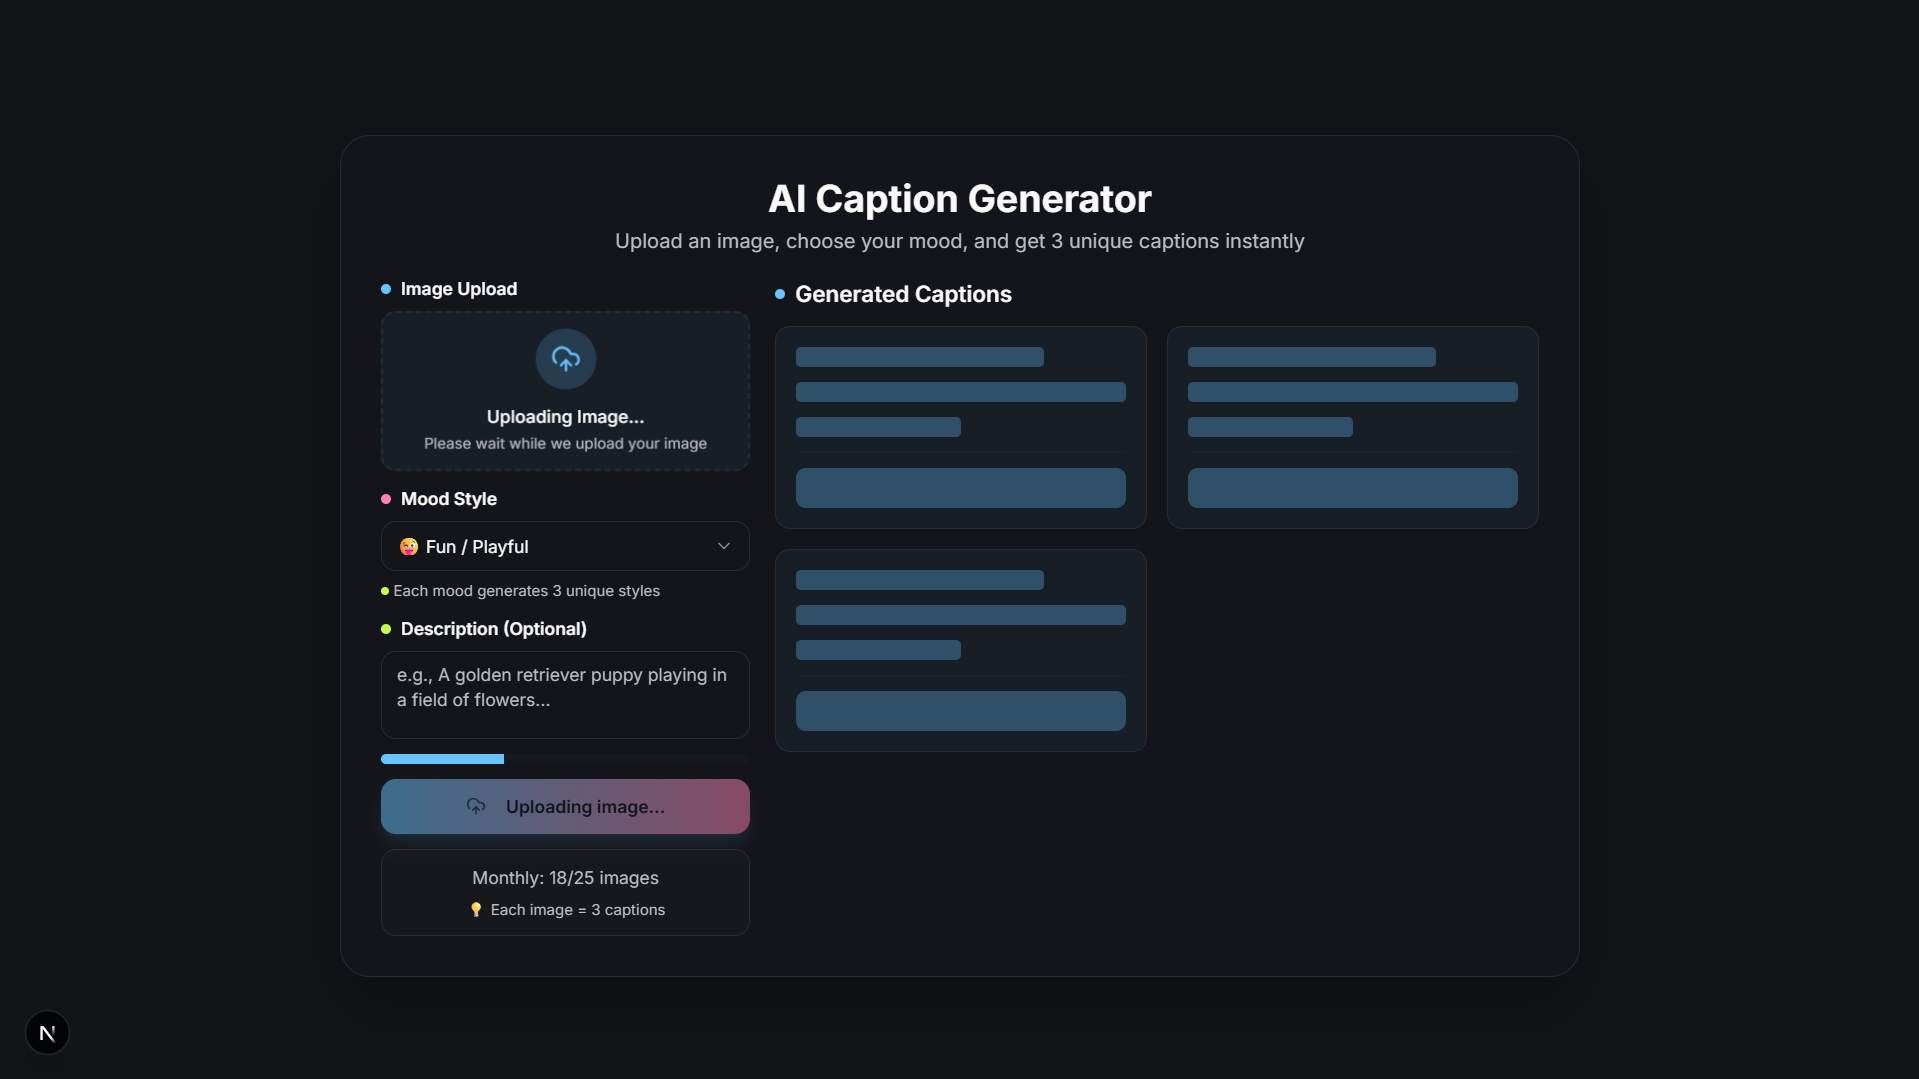 AI Caption Generator
Upload an image, choose your mood, and get 3 unique captions instantly
Image Upload
Uploading Image...
Please wait while we upload your image
Mood Style
😜 Fun / Playful
Each mood generates 3 unique styles
Description (Optional)
e.g., A golden retriever puppy playing in
a field of flowers...
Uploading image...
Monthly: 18/25 images
💡 Each image = 3 captions
Generated Captions
N